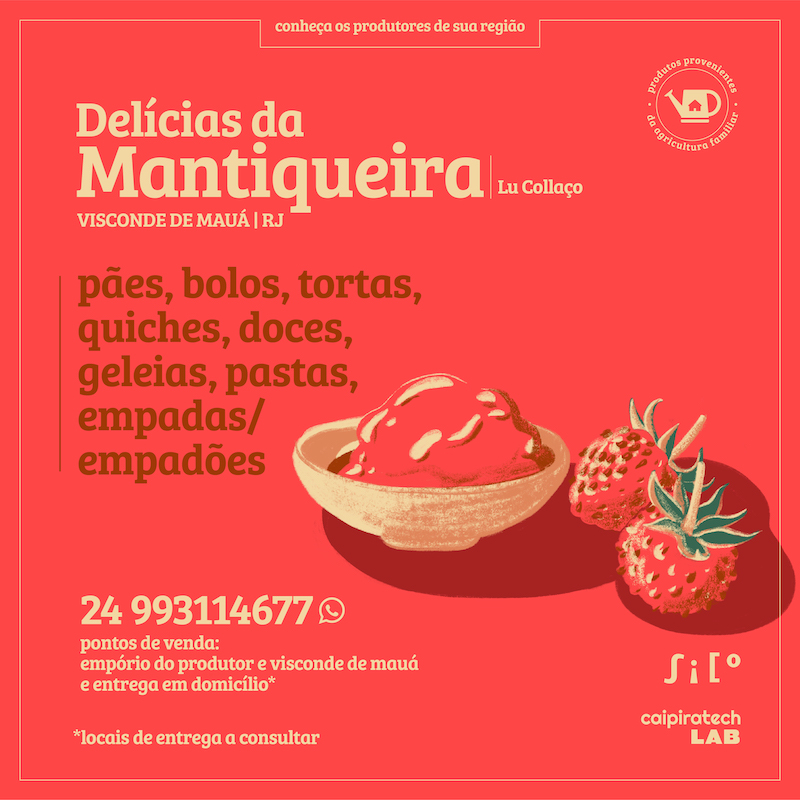 conheça os produtores de sua região
produtos provenientes
da agricultura familiar
Delícias da
Mantiqueira
Lu Collaço
VISCONDE DE MAUÁ | RJ
pães, bolos, tortas,
quiches, doces,
geleias, pastas,
empadas/
empadões
24 993114677
pontos de venda:
empório do produtor e visconde de mauá
e entrega em domicílio*
*locais de entrega a consultar
silo
caipiratech
LAB